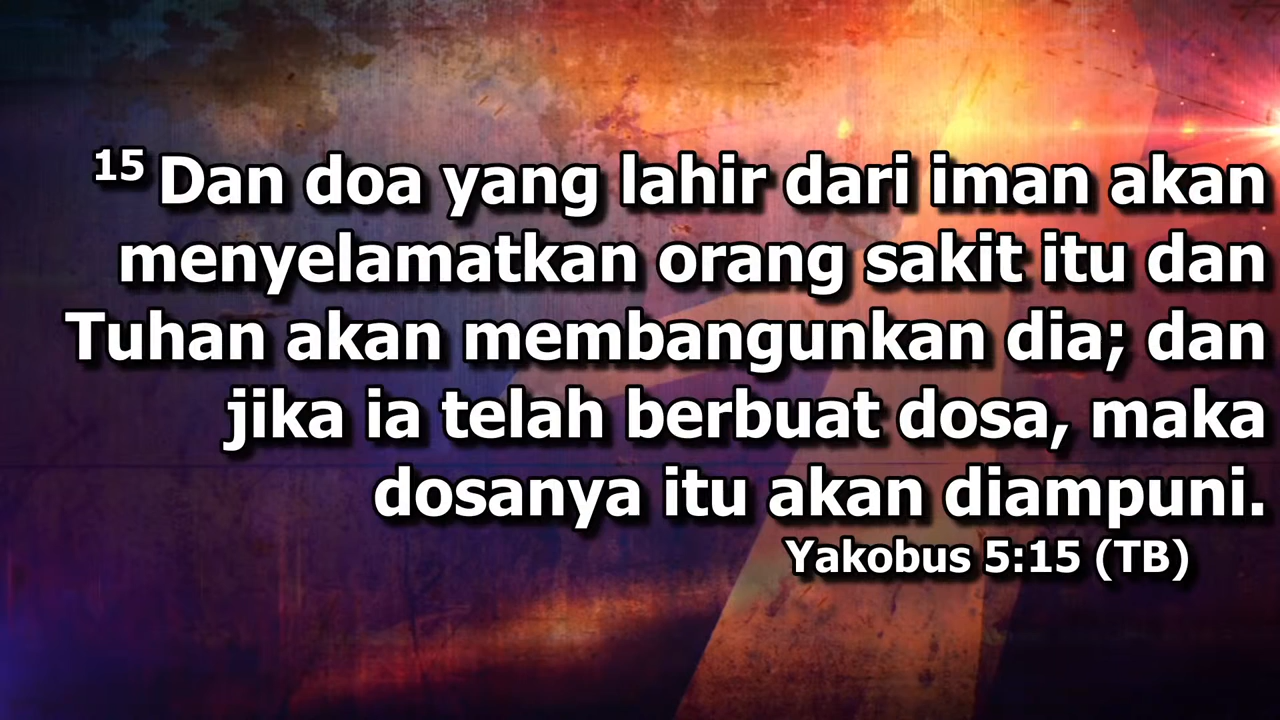 15 Dan doa yang lahir dari iman akan
menyelamatkan orang sakit itu dan
Tuhan akan membangunkan dia; dan
jika ia telah berbuat dosa, maka
dosanya itu akan diampuni.
Yakobus 5:15 (TB)